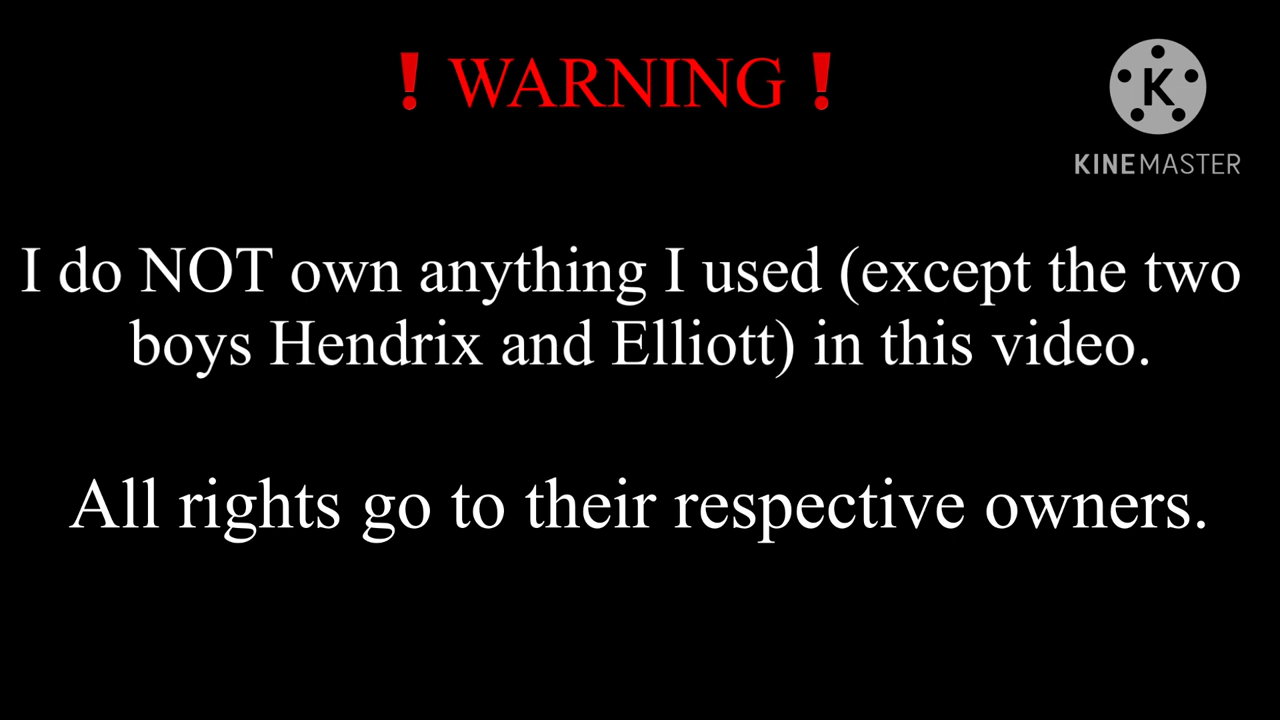 ❗WARNING❗
K
KINEMASTER
I do NOT own anything I used (except the two
boys Hendrix and Elliott) in this video.
All rights go to their respective owners.